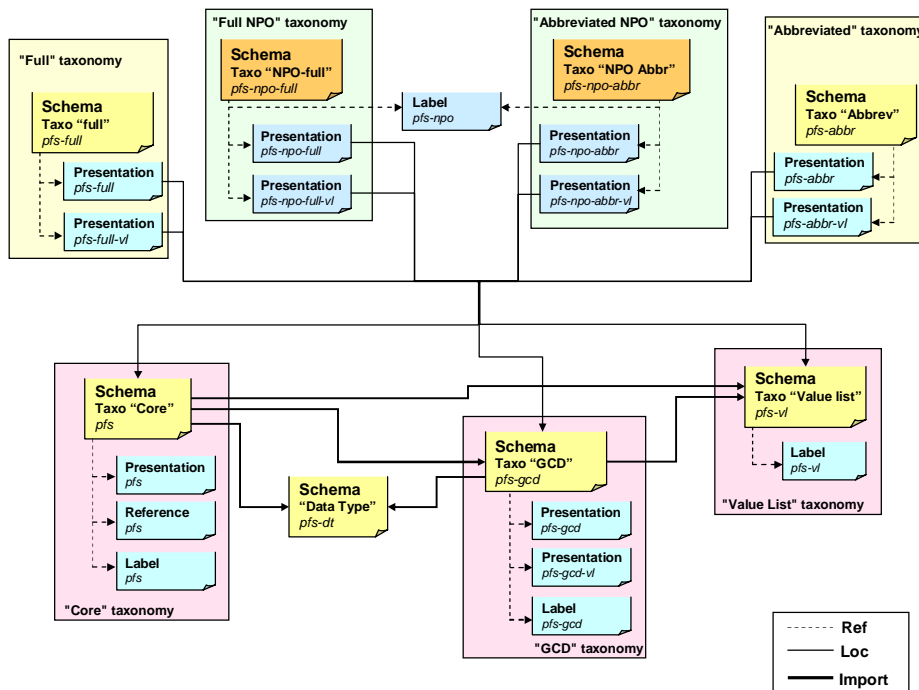 "Full" taxonomy
Schema
Taxo “full”
pfs-full
Presentation
pfs-full
Presentation
pfs-full-vl
"Full NPO" taxonomy
Schema
Taxo “NPO-full”
pfs-npo-full
Presentation
pfs-npo-full
Presentation
pfs-npo-full-vl
Label
pfs-npo
"Abbreviated NPO" taxonomy
Schema
Taxo “NPO Abbr”
pfs-npo-abbr
Presentation
pfs-npo-abbr
Presentation
pfs-npo-abbr-vl
"Abbreviated" taxonomy
Schema
Taxo “Abbrev”
pfs-abbr
Presentation
pfs-abbr
Presentation
pfs-abbr-vl
Schema
Taxo “Core”
pfs
Presentation
pfs
Reference
pfs
Label
pfs
"Core" taxonomy
Schema
“Data Type”
pfs-dt
Schema
Taxo “GCD”
pfs-gcd
Presentation
pfs-gcd
Presentation
pfs-gcd-vl
Label
pfs-gcd
"GCD" taxonomy
Schema
Taxo “Value list”
pfs-vl
Label
pfs-vl
"Value List" taxonomy
Ref
Loc
Import